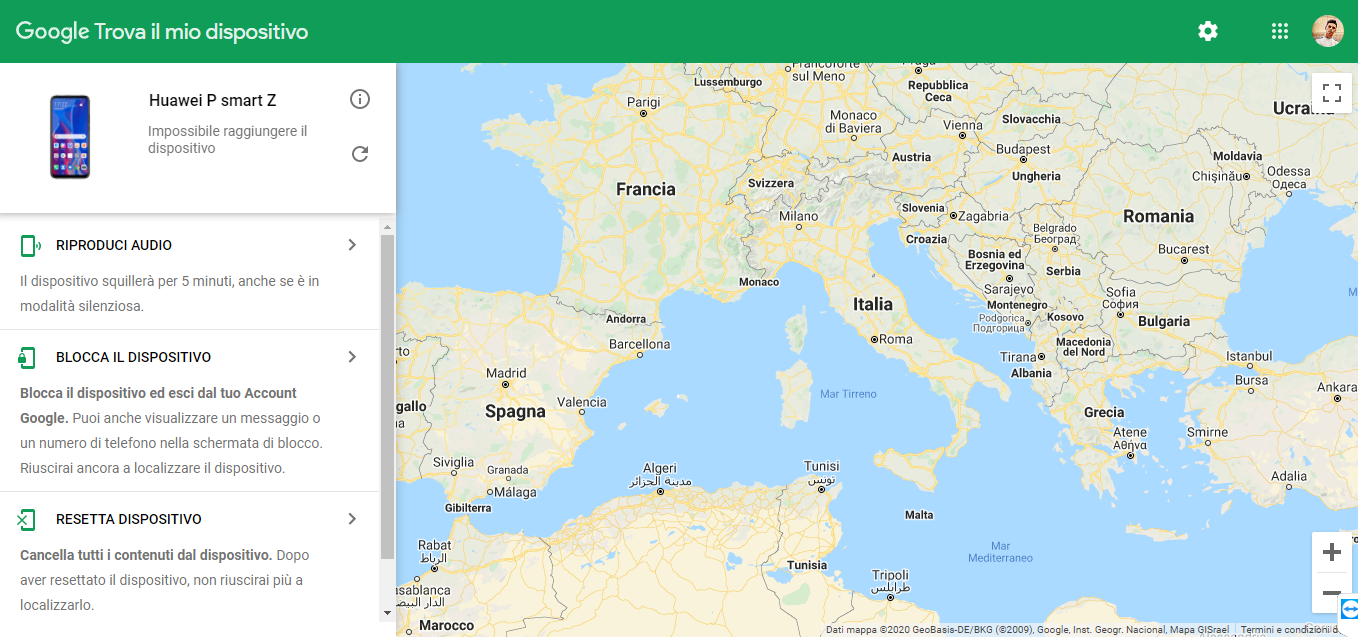 Google Trova il mio dispositivo
Huawei P smart Z
Impossibile raggiungere il
dispositivo
RIPRODUCI AUDIO
Il dispositivo squillerà per 5 minuti, anche se è in
modalità silenziosa.
BLOCCA IL DISPOSITIVO
Blocca il dispositivo ed esci dal tuo Account
Google. Puoi anche visualizzare un messaggio o
un numero di telefono nella schermata di blocco.
Riuscirai ancora a localizzare il dispositivo.
RESETTA DISPOSITIVO
Cancella tutti i contenuti dal dispositivo. Dopo
aver resettato il dispositivo, non riuscirai più a
localizzarlo.
Lussemburgo
Francoforte
sul Meno
Praga
Repubblica
Ceca
Parigi
Monaco
di Baviera
Vienna
Slovacchia
Ucraina
Budapest
Austria
Ungheria
Moldavia
Chișinău
Odessa
Одеса
Francia
Svizzera
Milano
Slovenia
Zagabria
Croazia
Romania
Belgrado
Београд
Bucarest
Bosnia ed
Erzegovina
Serbia
Sarajevo
Monaco
Italia
Montenegro
Podgorica
Подгорица
Kosovo
Sofia
София
Bulgaria
Andorra
Barcellona
Roma
Macedonia
del Nord
Tirana
Albania
Istanbul
Bursa
Ankara
to
Madrid
Mar Tirreno
gallo
na
Spagna
Valencia
Grecia
Atene
Αθήνα
Smirne
Siviglia
Granada
Málaga
Gibilterra
Algeri
مدينة الجزائر
Tunisi
تونس
Adalia
Malta
Rabat
الرباط
Mar
Mediterraneo
Tunisia
Tripoli
طرابلس
asablanca
الدار البيضاء
Marocco
M
Dati mappa ©2020 GeoBasis-DE/BKG (©2009), Google, Inst. Geogr. Nacional, Mapa GISrael
Termini e condizioni d